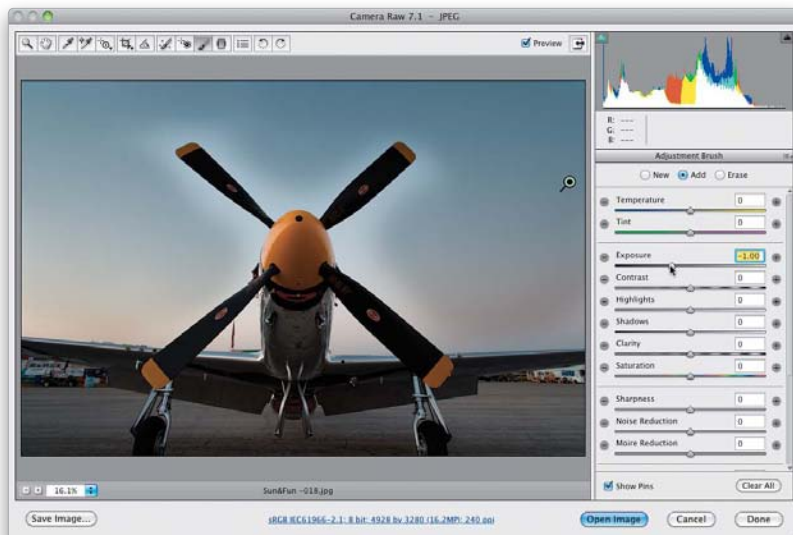 Camera Raw 7.1 – JPEG
Preview
R: ---
G: ---
B: ---
Adjustment Brush
New Add Erase
Temperature 0
Tint 0
Exposure -1.00
Contrast 0
Highlights 0
Shadows 0
Clarity 0
Saturation 0
Sharpness 0
Noise Reduction 0
Moire Reduction 0
Show Pins Clear All
16.1% Sun&Fun -018.jpg
Save Image... sRGB IEC61966-2.1; 8 bit; 4928 by 3280 (16.2MP); 240 ppi Open Image Cancel Done